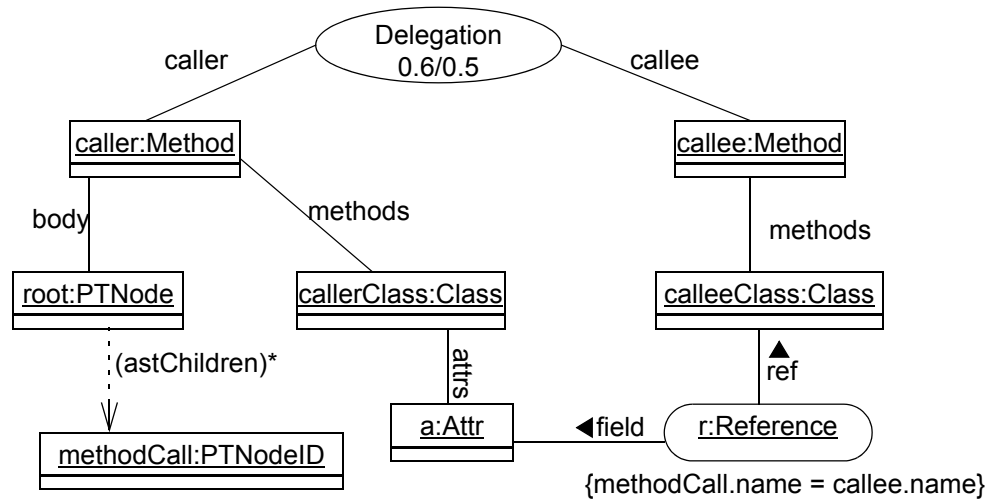 Delegation
0.6/0.5
caller
callee
caller:Method
callee:Method
body
methods
methods
root:PTNode
callerClass:Class
calleeClass:Class
(astChildren)*
attrs
ref
a:Attr
field
r:Reference
methodCall:PTNodeID
{methodCall.name = callee.name}